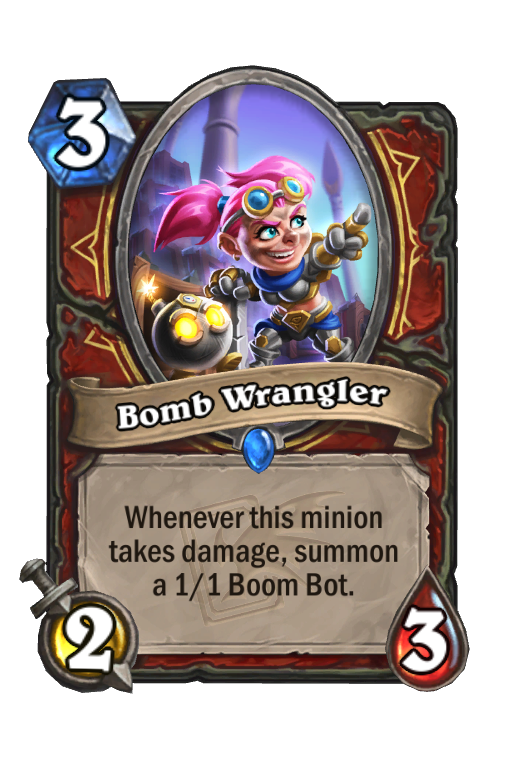 3
Bomb Wrangler
Whenever this minion
takes damage, summon
a 1/1 Boom Bot.
2
3